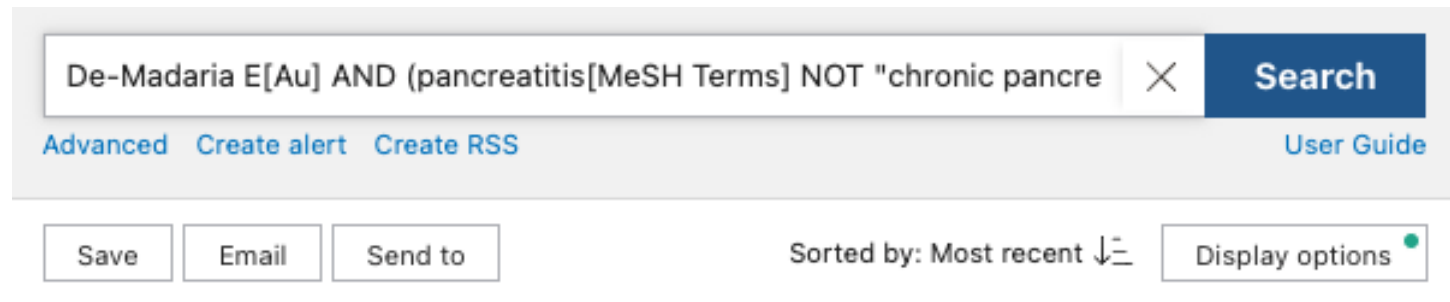 De-Madaria E[Au] AND (pancreatitis[MeSH Terms] NOT "chronic pancre Search
Advanced Create alert Create RSS User Guide
Save Email Send to Sorted by: Most recent Display options